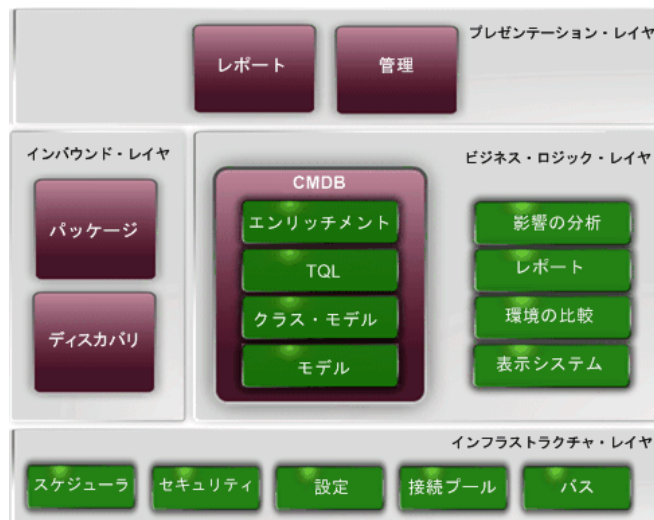 プレゼンテーション・レイヤ
レポート
管理
インバウンド・レイヤ
パッケージ
ディスカバリ
ビジネス・ロジック・レイヤ
CMDB
エンリッチメント
TQL
クラス・モデル
モデル
影響の分析
レポート
環境の比較
表示システム
インフラストラクチャ・レイヤ
スケジューラ
セキュリティ
設定
接続プール
バス